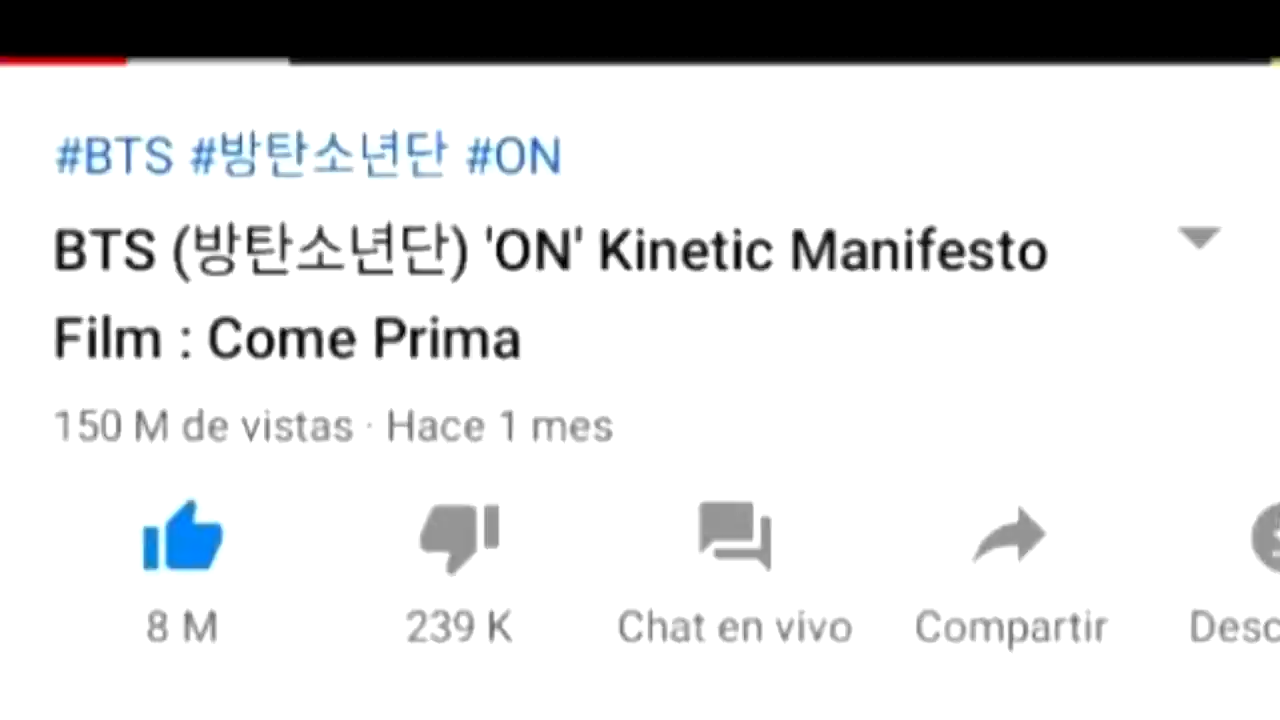 #BTS #방탄소년단 #ON
BTS (방탄소년단) 'ON' Kinetic Manifesto
Film : Come Prima
150 M de vistas · Hace 1 mes
8 M 239 K Chat en vivo Compartir